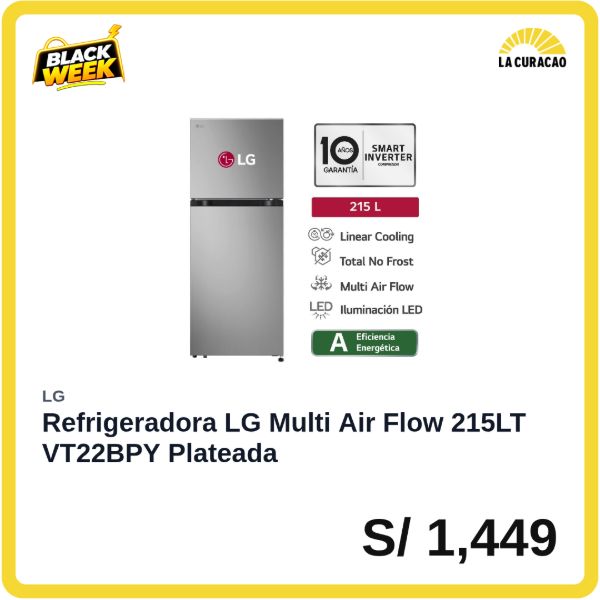 BLACK
WEEK
LA CURACAO
LG
10
AÑOS
GARANTÍA
SMART
INVERTER
COMPRESSOR
215 L
Linear Cooling
Total No Frost
Multi Air Flow
LED
Iluminación LED
A
Eficiencia
Energética
LG
Refrigeradora LG Multi Air Flow 215LT
VT22BPY Plateada
S/ 1,449